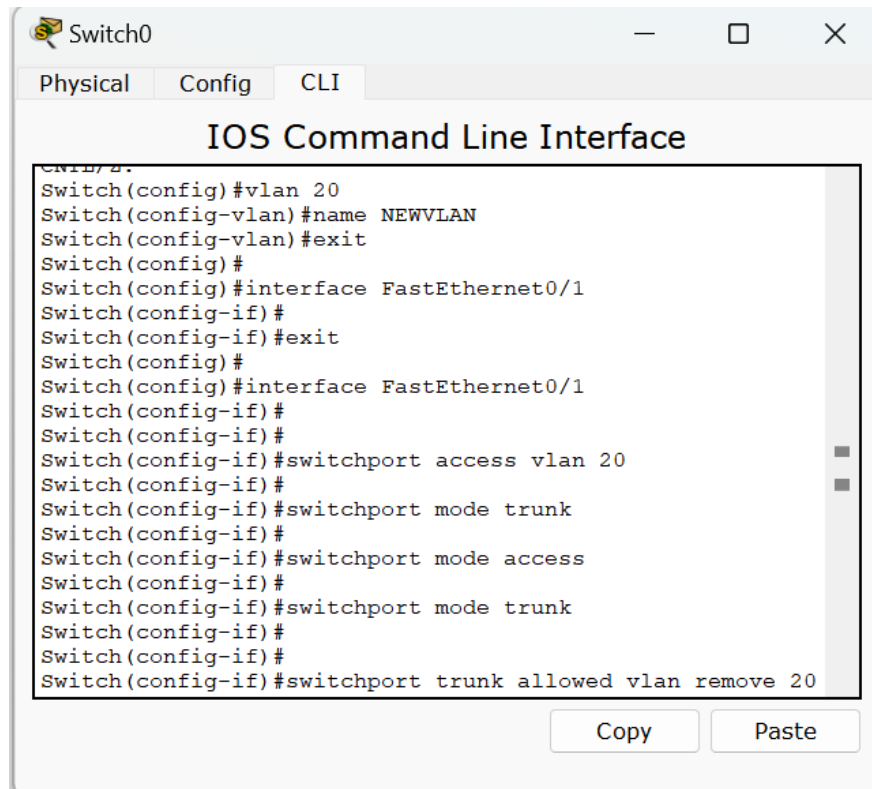 Switch0
Physical Config CLI
IOS Command Line Interface
Switch(config)#vlan 20
Switch(config-vlan)#name NEWVLAN
Switch(config-vlan)#exit
Switch(config)#
Switch(config)#interface FastEthernet0/1
Switch(config-if)#
Switch(config-if)#exit
Switch(config)#
Switch(config)#interface FastEthernet0/1
Switch(config-if)#
Switch(config-if)#
Switch(config-if)#switchport access vlan 20
Switch(config-if)#
Switch(config-if)#switchport mode trunk
Switch(config-if)#
Switch(config-if)#switchport mode access
Switch(config-if)#
Switch(config-if)#switchport mode trunk
Switch(config-if)#
Switch(config-if)#
Switch(config-if)#switchport trunk allowed vlan remove 20
Copy Paste